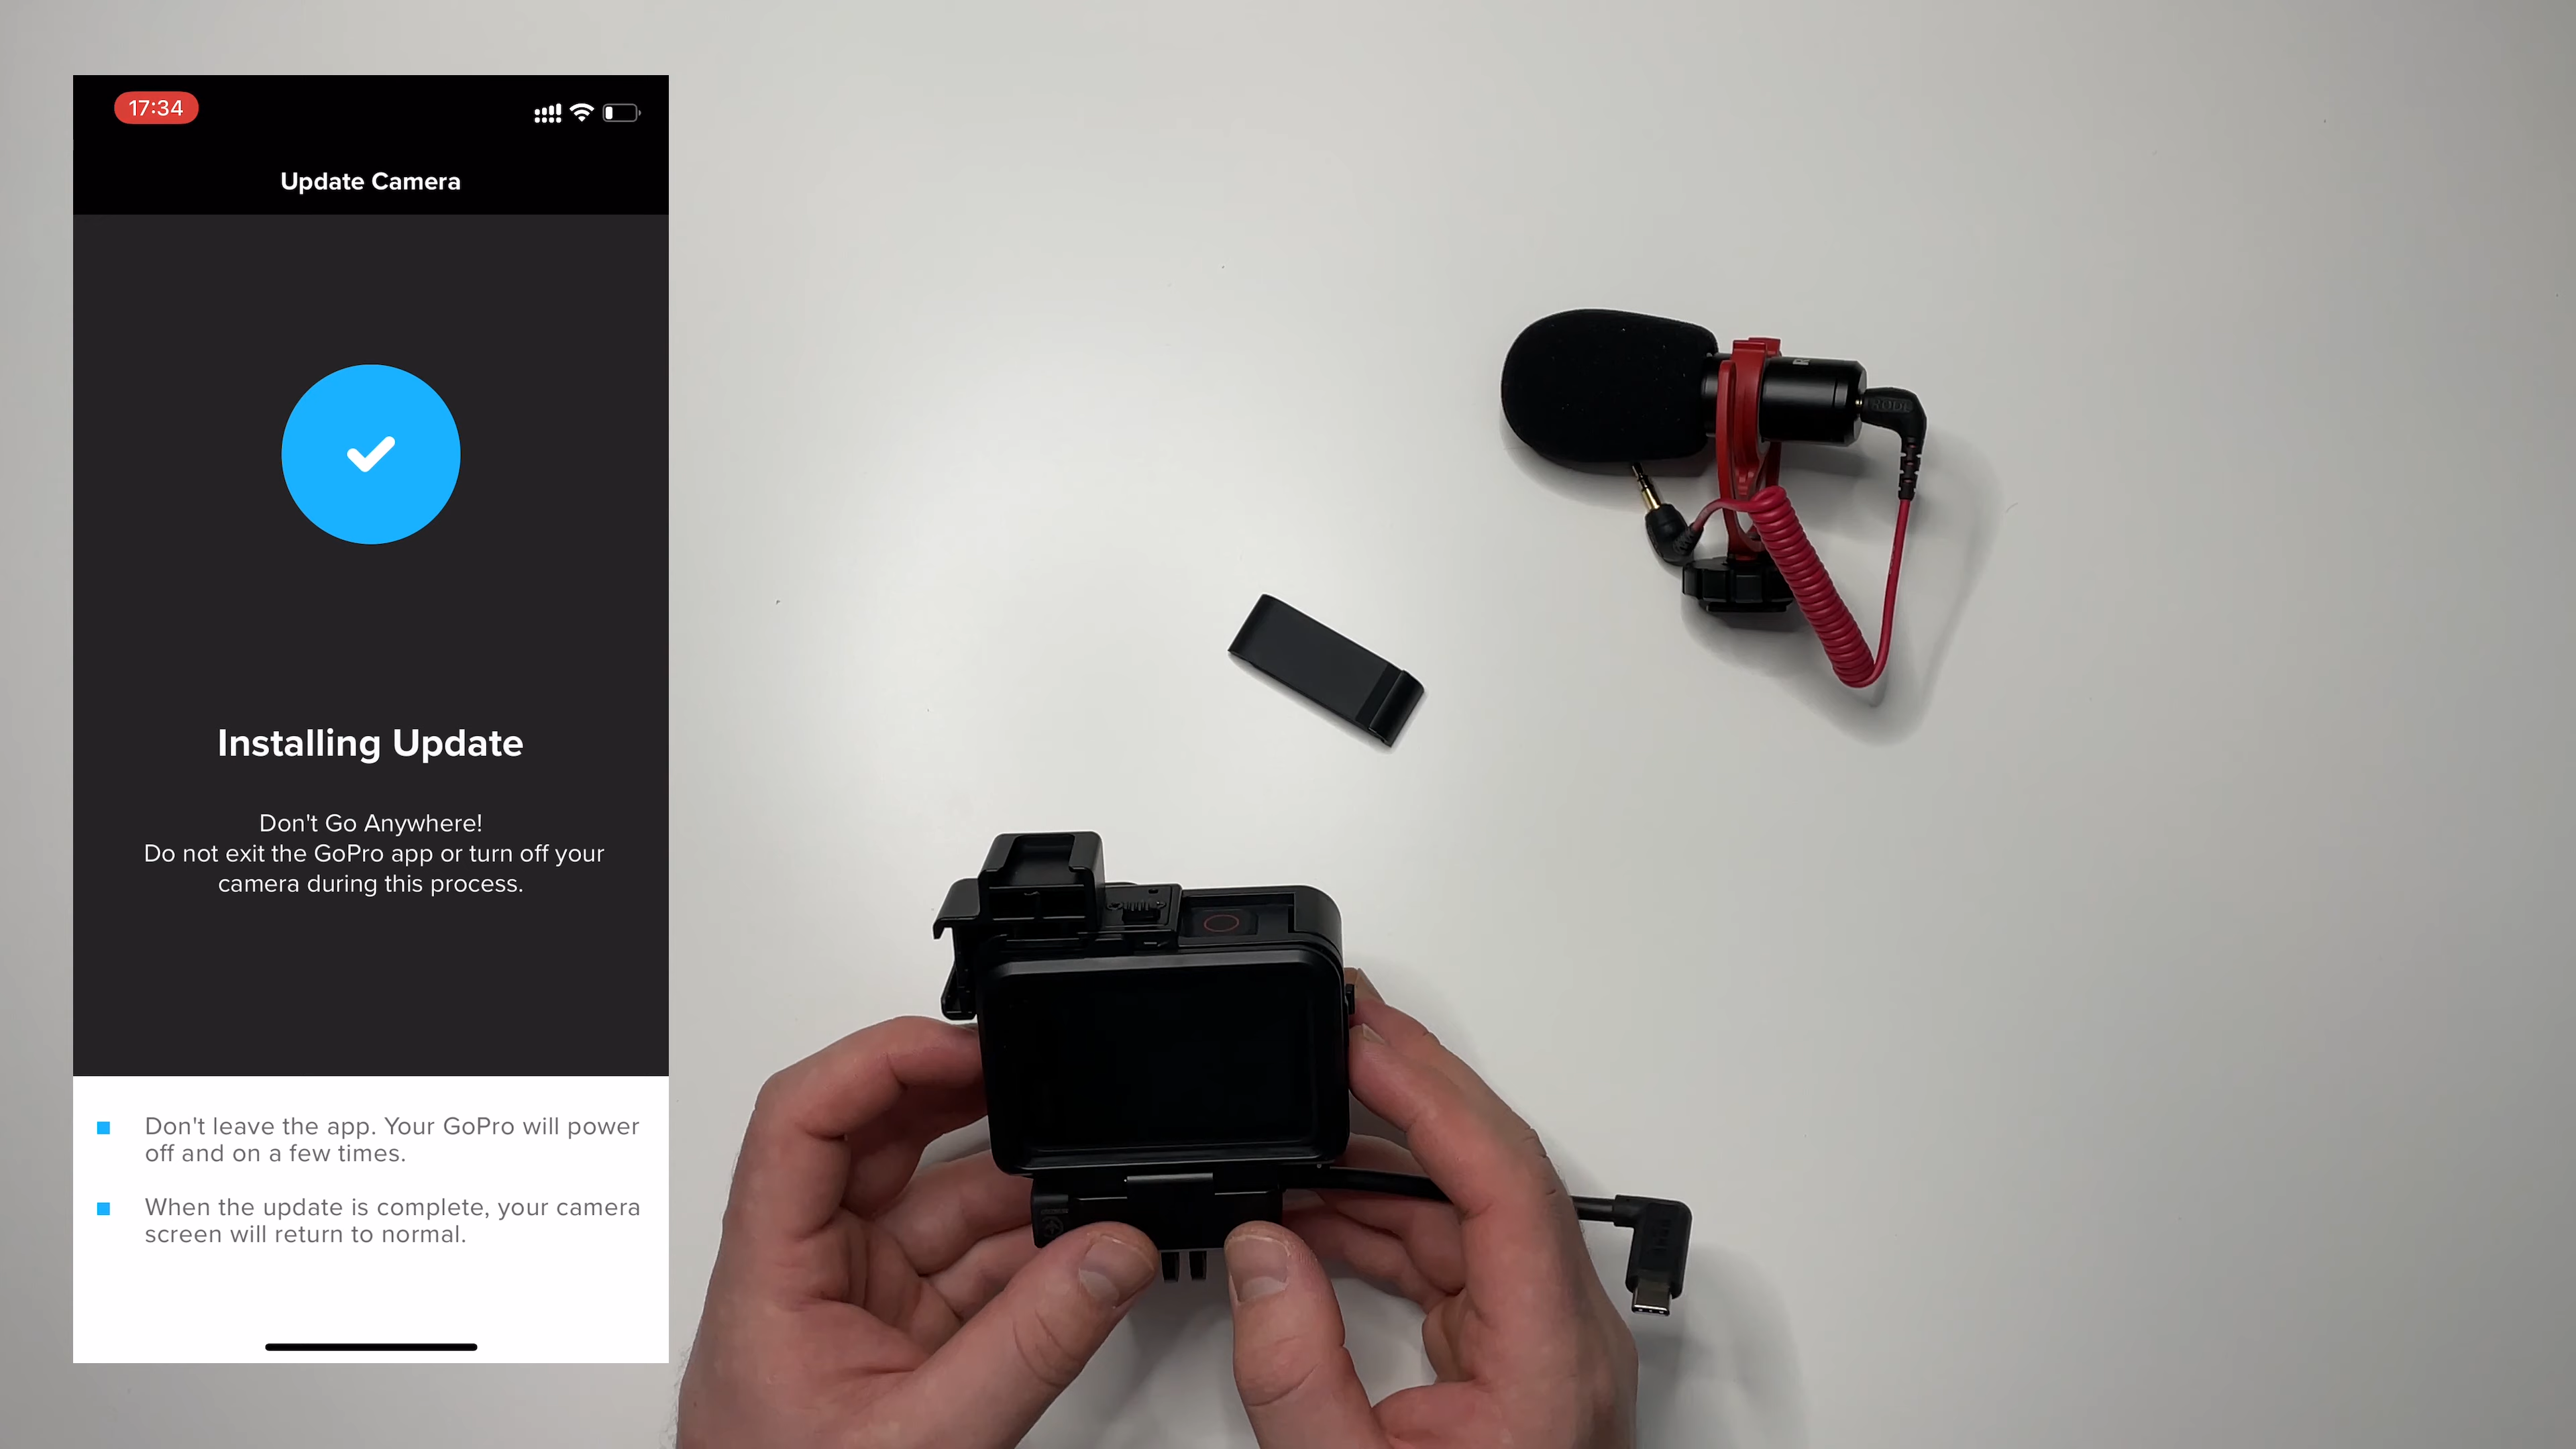 17:34
Update Camera
Installing Update
Don't Go Anywhere!
Do not exit the GoPro app or turn off your
camera during this process.
Don't leave the app. Your GoPro will power
off and on a few times.
When the update is complete, your camera
screen will return to normal.
RODE